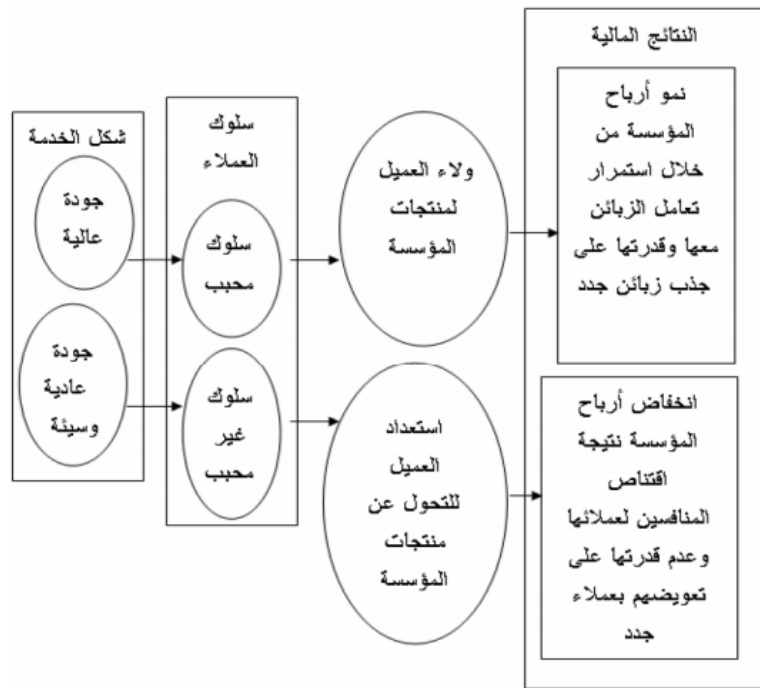 شكل الخدمة
جودة
عالية
جودة
عادية
وسيئة
سلوك
العملاء
سلوك
محبب
سلوك
غير
محبب
ولاء العميل
لمنتجات
المؤسسة
استعداد
العميل
للتحول عن
منتجات
المؤسسة
النتائج المالية
نمو أرباح
المؤسسة من
خلال استمرار
تعامل الزبائن
معها وقدرتها على
جذب زبائن جدد
انخفاض أرباح
المؤسسة نتيجة
اقتناص
المنافسين لعملائها
وعدم قدرتها على
تعويضهم بعملاء
جدد